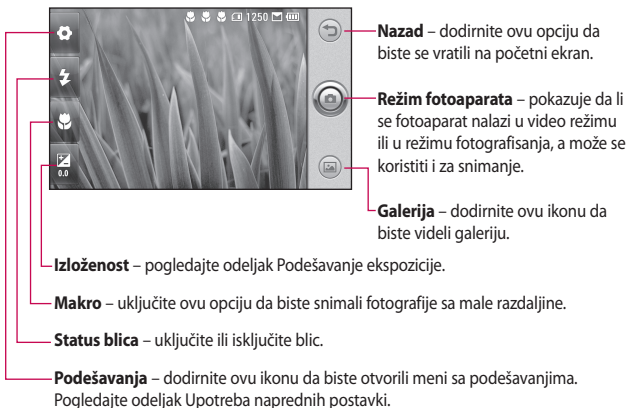 1250
0.0
Nazad – dodirnite ovu opciju da
biste se vratili na početni ekran.
Režim fotoaparata – pokazuje da li
se fotoaparat nalazi u video režimu
ili u režimu fotografisanja, a može se
koristiti i za snimanje.
Galerija – dodirnite ovu ikonu da
biste videli galeriju.
Izloženost – pogledajte odeljak Podešavanje ekspozicije.
Makro – uključite ovu opciju da biste snimali fotografije sa male razdaljine.
Status blica – uključite ili isključite blic.
Podešavanja – dodirnite ovu ikonu da biste otvorili meni sa podešavanjima.
Pogledajte odeljak Upotreba naprednih postavki.